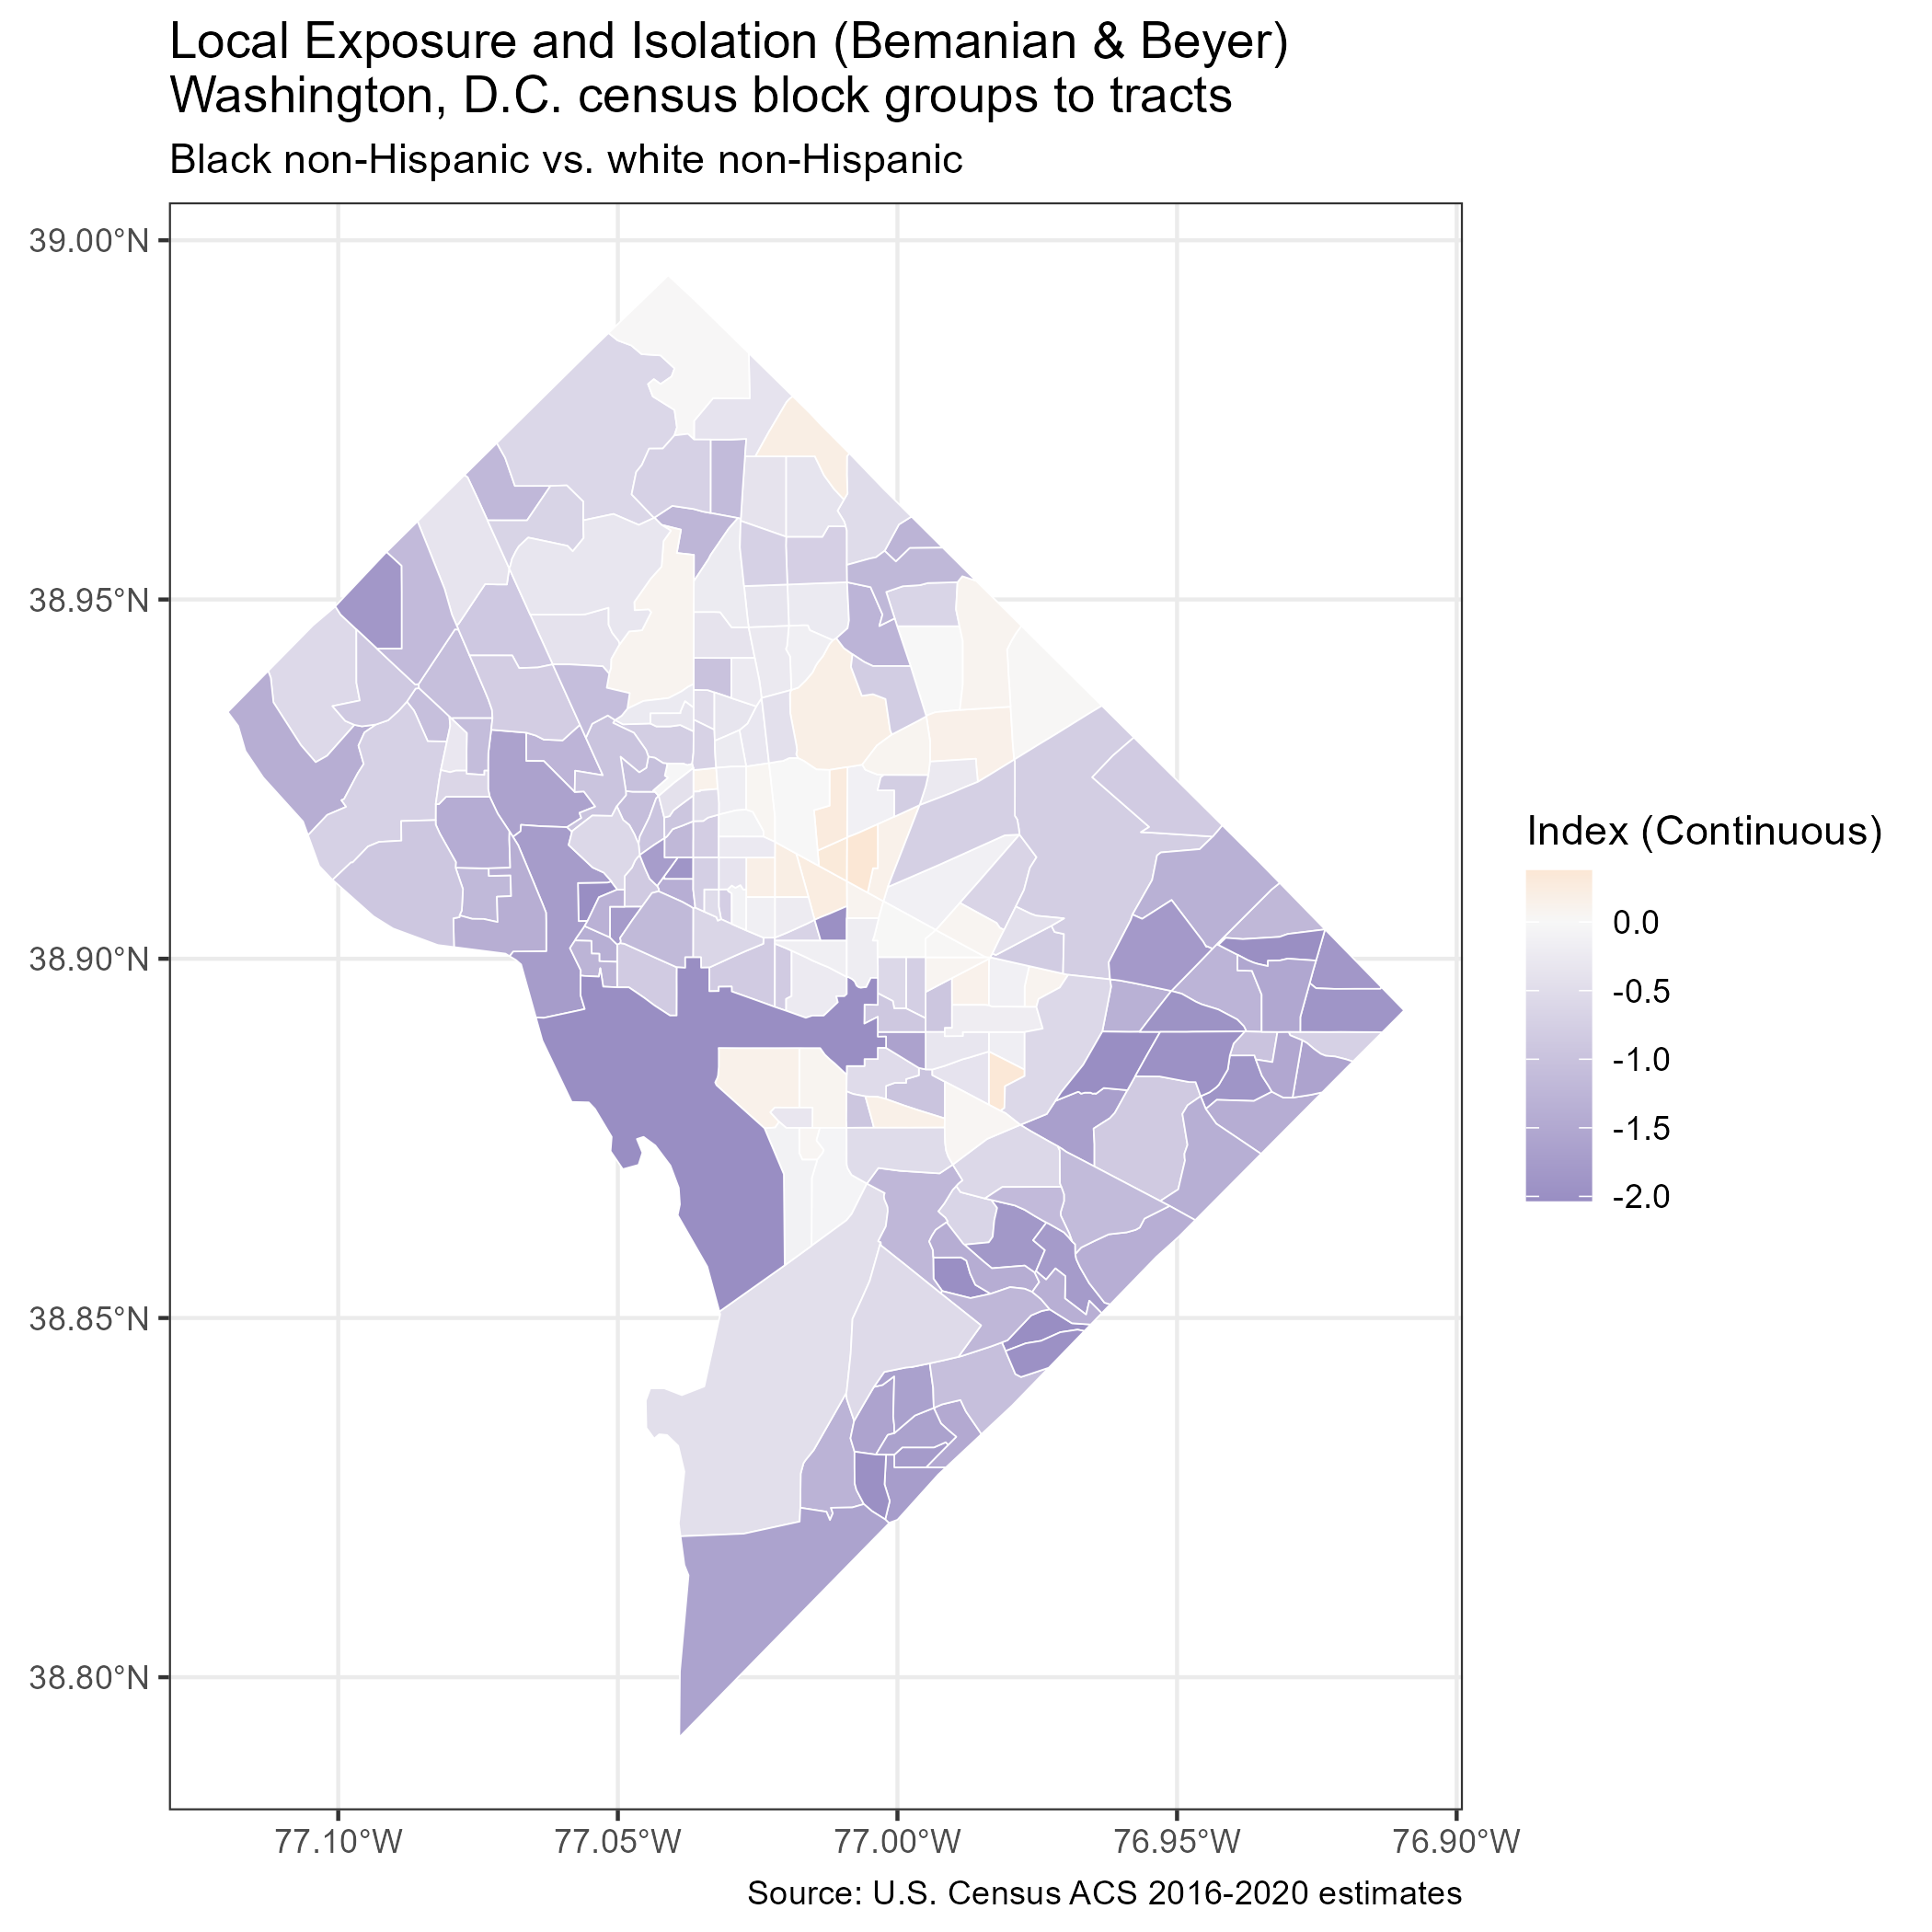 Local Exposure and Isolation (Bemanian & Beyer)
Washington, D.C. census block groups to tracts
Black non-Hispanic vs. white non-Hispanic
39.00°N
38.95°N
38.90°N
38.85°N
38.80°N
77.10°W
77.05°W
77.00°W
76.95°W
76.90°W
Index (Continuous)
0.0
-0.5
-1.0
-1.5
-2.0
Source: U.S. Census ACS 2016-2020 estimates